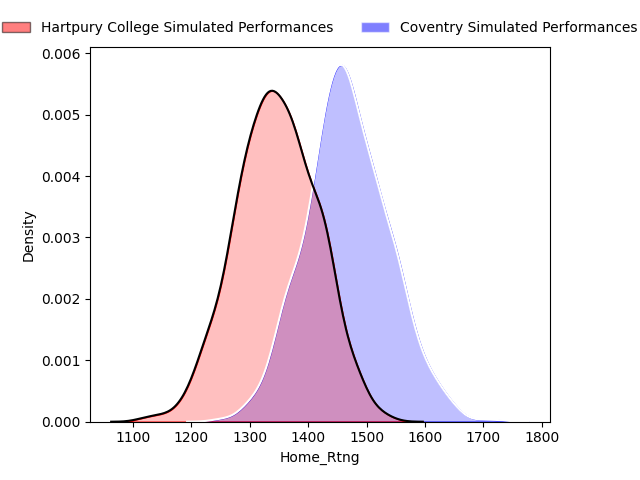 Hartpury College Simulated Performances
Coventry Simulated Performances
0.006
0.005
0.004
0.003
0.002
0.001
0.000
Density
1100 1200 1300 1400 1500 1600 1700 1800
Home_Rtng